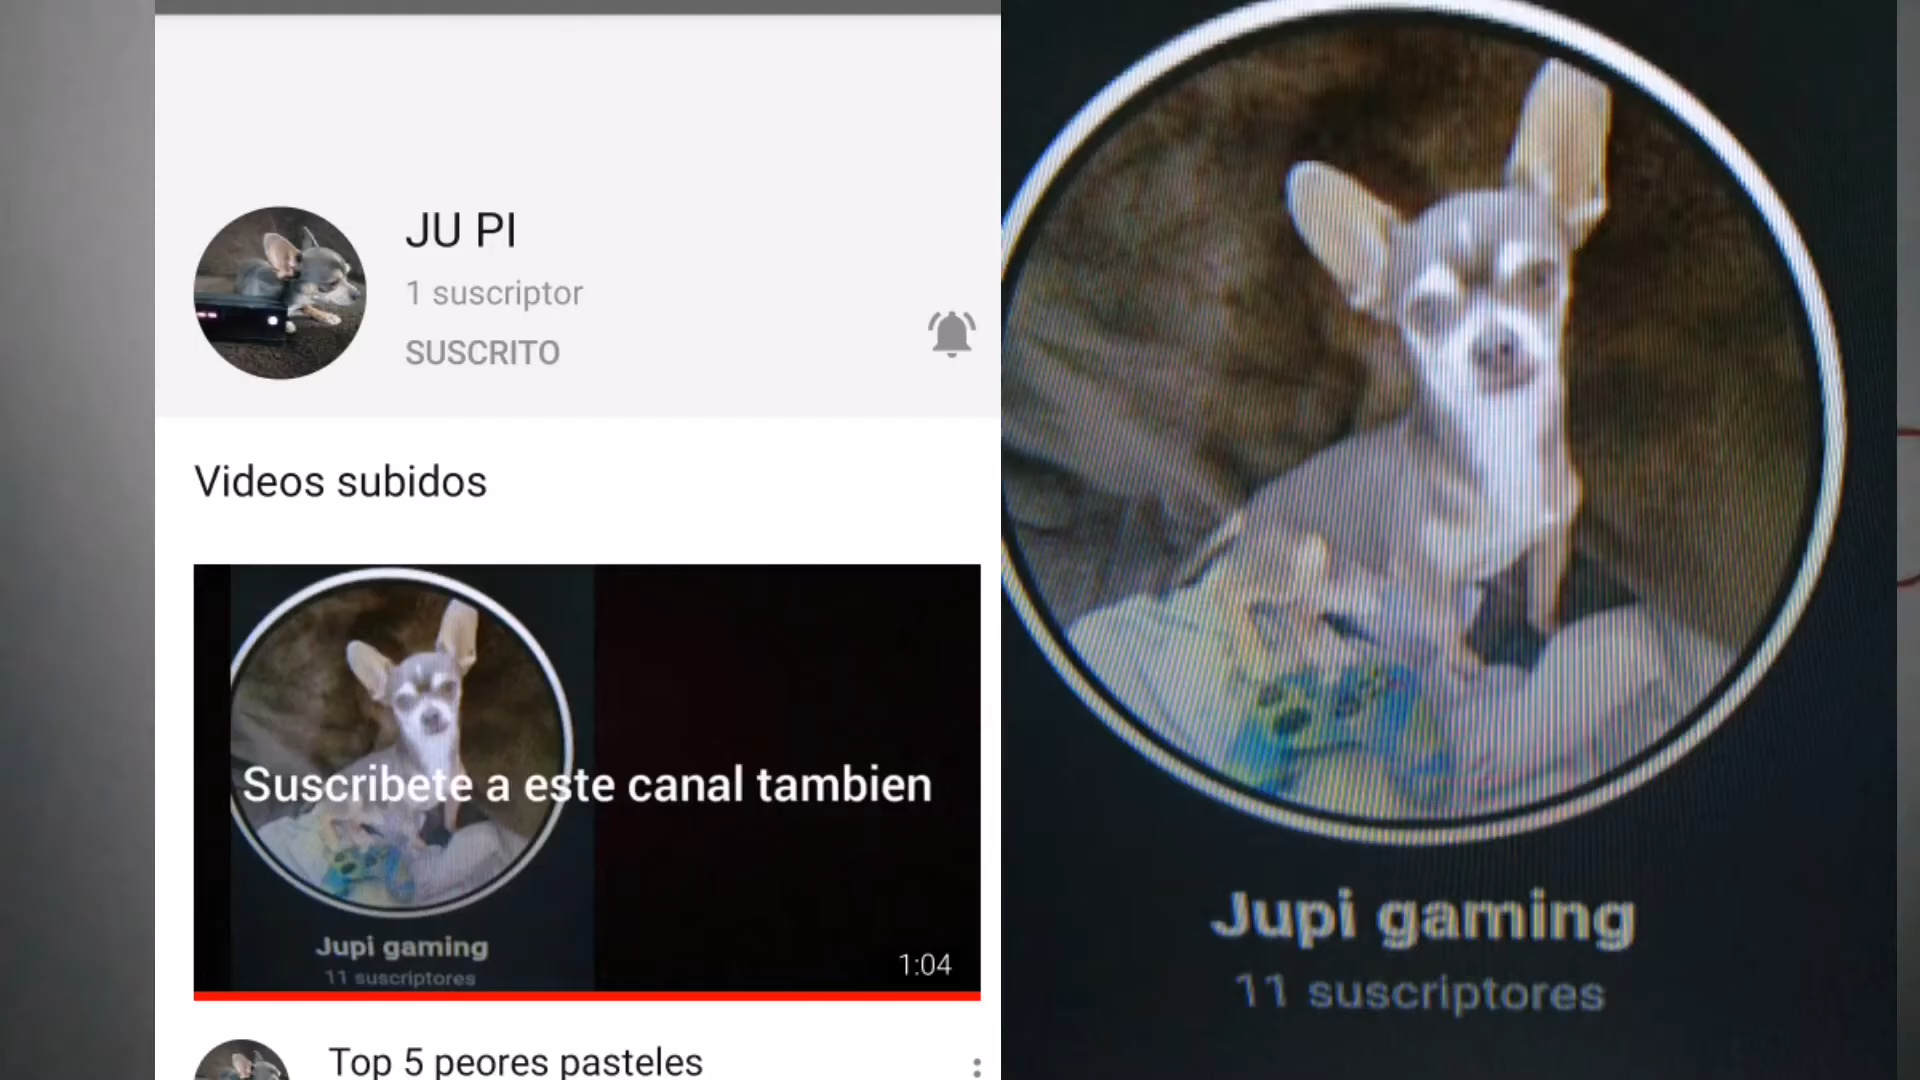 JU PI
1 suscriptor
SUSCRITO
Videos subidos
Suscribete a este canal tambien
Jupi gaming
11 suscriptores
1:04
Top 5 peores pasteles
Jupi gaming
11 suscriptores